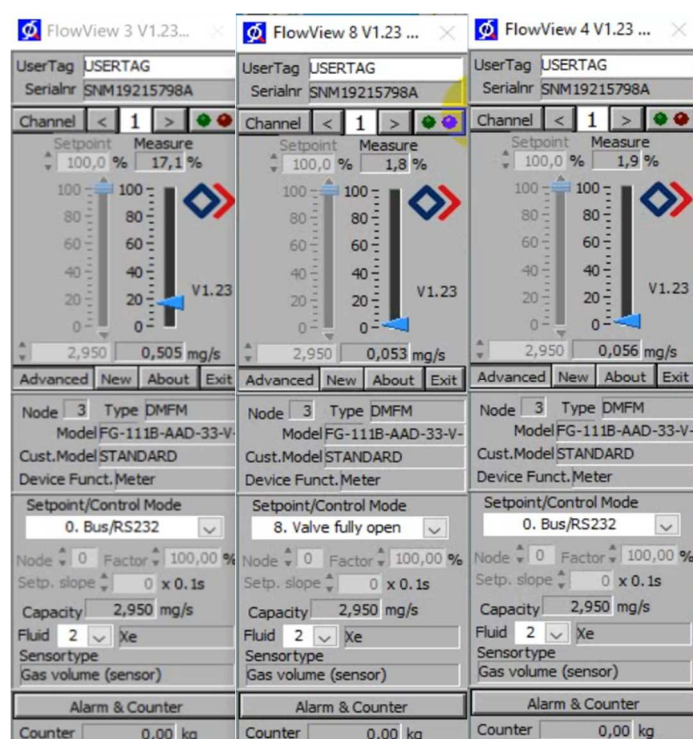 FlowView 3 V1.23...
UserTag USERTAG
Serialnr SNM19215798A
Channel < 1 >
Setpoint Measure
100,0 % 17,1 %
100 100
80 80
60 60
40 40
20 20
0 0
V1.23
2,950 0,505 mg/s
Advanced New About Exit
Node 3 Type DMFM
Model FG-111B-AAD-33-V-
Cust.Model STANDARD
Device Funct. Meter
Setpoint/Control Mode
0. Bus/RS232
Node 0 Factor 100,00 %
Setp. slope 0 x 0.1s
Capacity 2,950 mg/s
Fluid 2 Xe
Sensortype
Gas volume (sensor)
Alarm & Counter
Counter 0,00 kg
FlowView 8 V1.23 ...
UserTag USERTAG
Serialnr SNM19215798A
Channel < 1 >
Setpoint Measure
100,0 % 1,8 %
100 100
80 80
60 60
40 40
20 20
0 0
V1.23
2,950 0,053 mg/s
Advanced New About Exit
Node 3 Type DMFM
Model FG-111B-AAD-33-V-
Cust.Model STANDARD
Device Funct. Meter
Setpoint/Control Mode
8. Valve fully open
Node 0 Factor 100,00 %
Setp. slope 0 x 0.1s
Capacity 2,950 mg/s
Fluid 2 Xe
Sensortype
Gas volume (sensor)
Alarm & Counter
Counter 0,00 kg
FlowView 4 V1.23 ...
UserTag USERTAG
Serialnr SNM19215798A
Channel < 1 >
Setpoint Measure
100,0 % 1,9 %
100 100
80 80
60 60
40 40
20 20
0 0
V1.23
2,950 0,056 mg/s
Advanced New About Exit
Node 3 Type DMFM
Model FG-111B-AAD-33-V-
Cust.Model STANDARD
Device Funct. Meter
Setpoint/Control Mode
0. Bus/RS232
Node 0 Factor 100,00 %
Setp. slope 0 x 0.1s
Capacity 2,950 mg/s
Fluid 2 Xe
Sensortype
Gas volume (sensor)
Alarm & Counter
Counter 0,00 kg